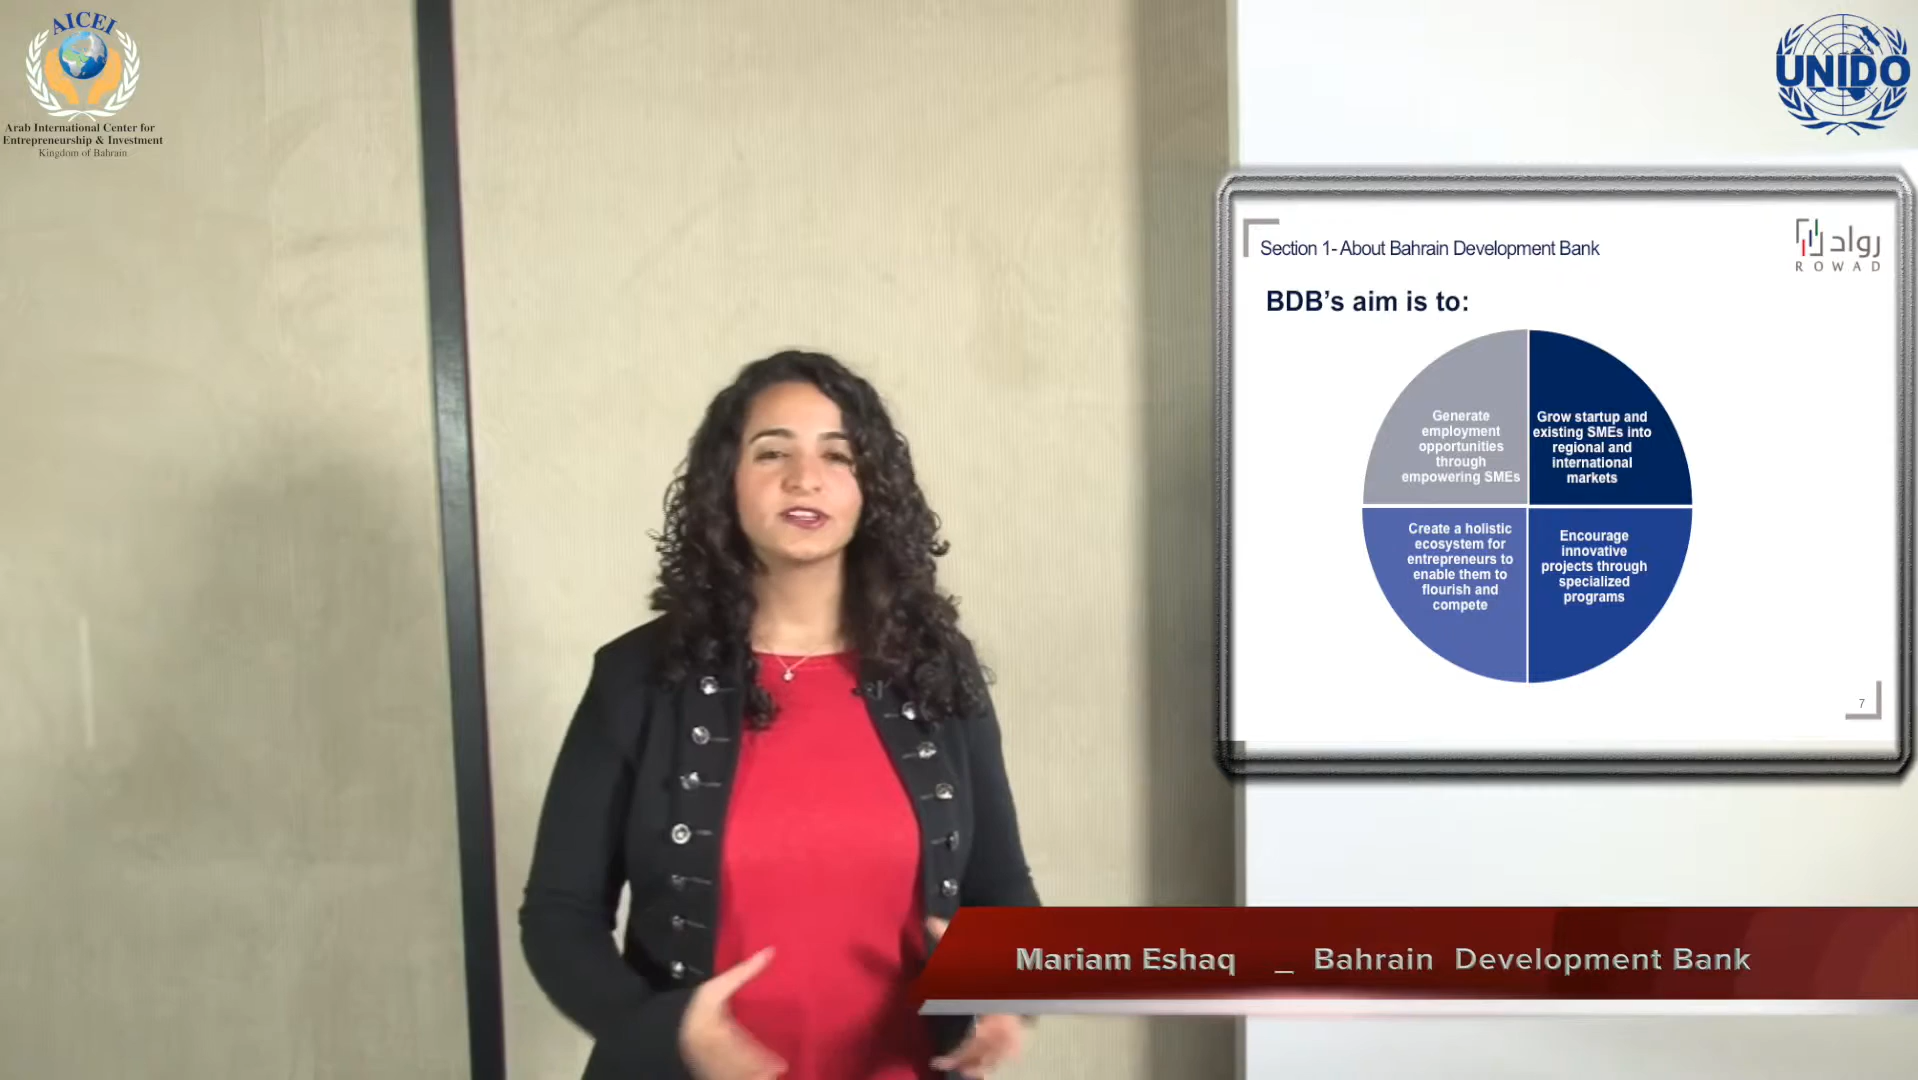 AICEI
Arab International Center for
Entrepreneurship & Investment
Kingdom of Bahrain
UNIDO
Section 1- About Bahrain Development Bank
رواد
ROWAD
BDB's aim is to:
Generate
employment
opportunities
through
empowering SMEs
Grow startup and
existing SMEs into
regional and
international
markets
Create a holistic
ecosystem for
entrepreneurs to
enable them to
flourish and
compete
Encourage
innovative
projects through
specialized
programs
7
Mariam Eshaq _ Bahrain Development Bank